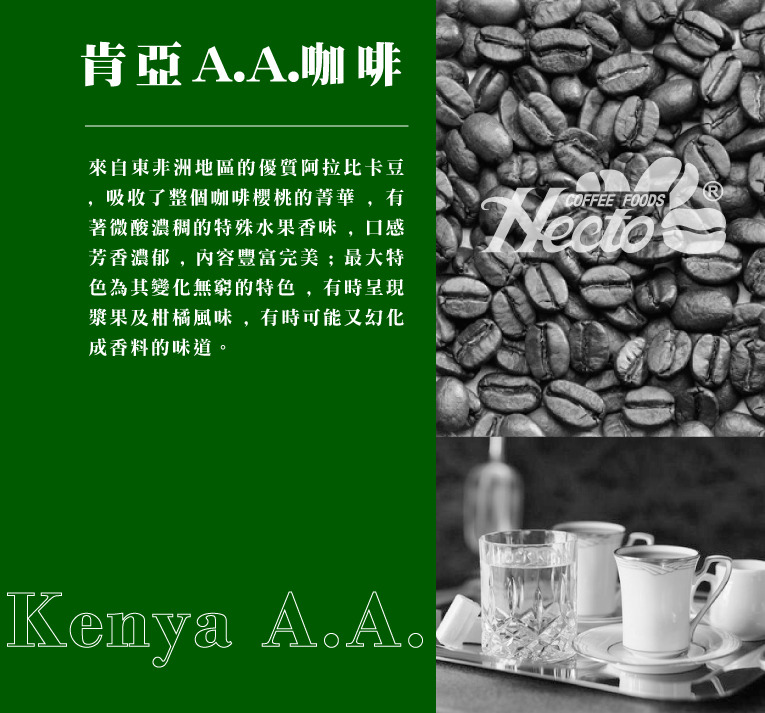 肯亞A.A.咖啡
來自東非洲地區的優質阿拉比卡豆
，吸收了整個咖啡櫻桃的菁華，有
著微酸濃稠的特殊水果香味，口感
芳香濃郁，內容豐富完美；最大特
色為其變化無窮的特色，有時呈現
漿果及柑橘風味，有時可能又幻化
成香料的味道。
COFFEE FOODS
Necto®
Kenya A.A.